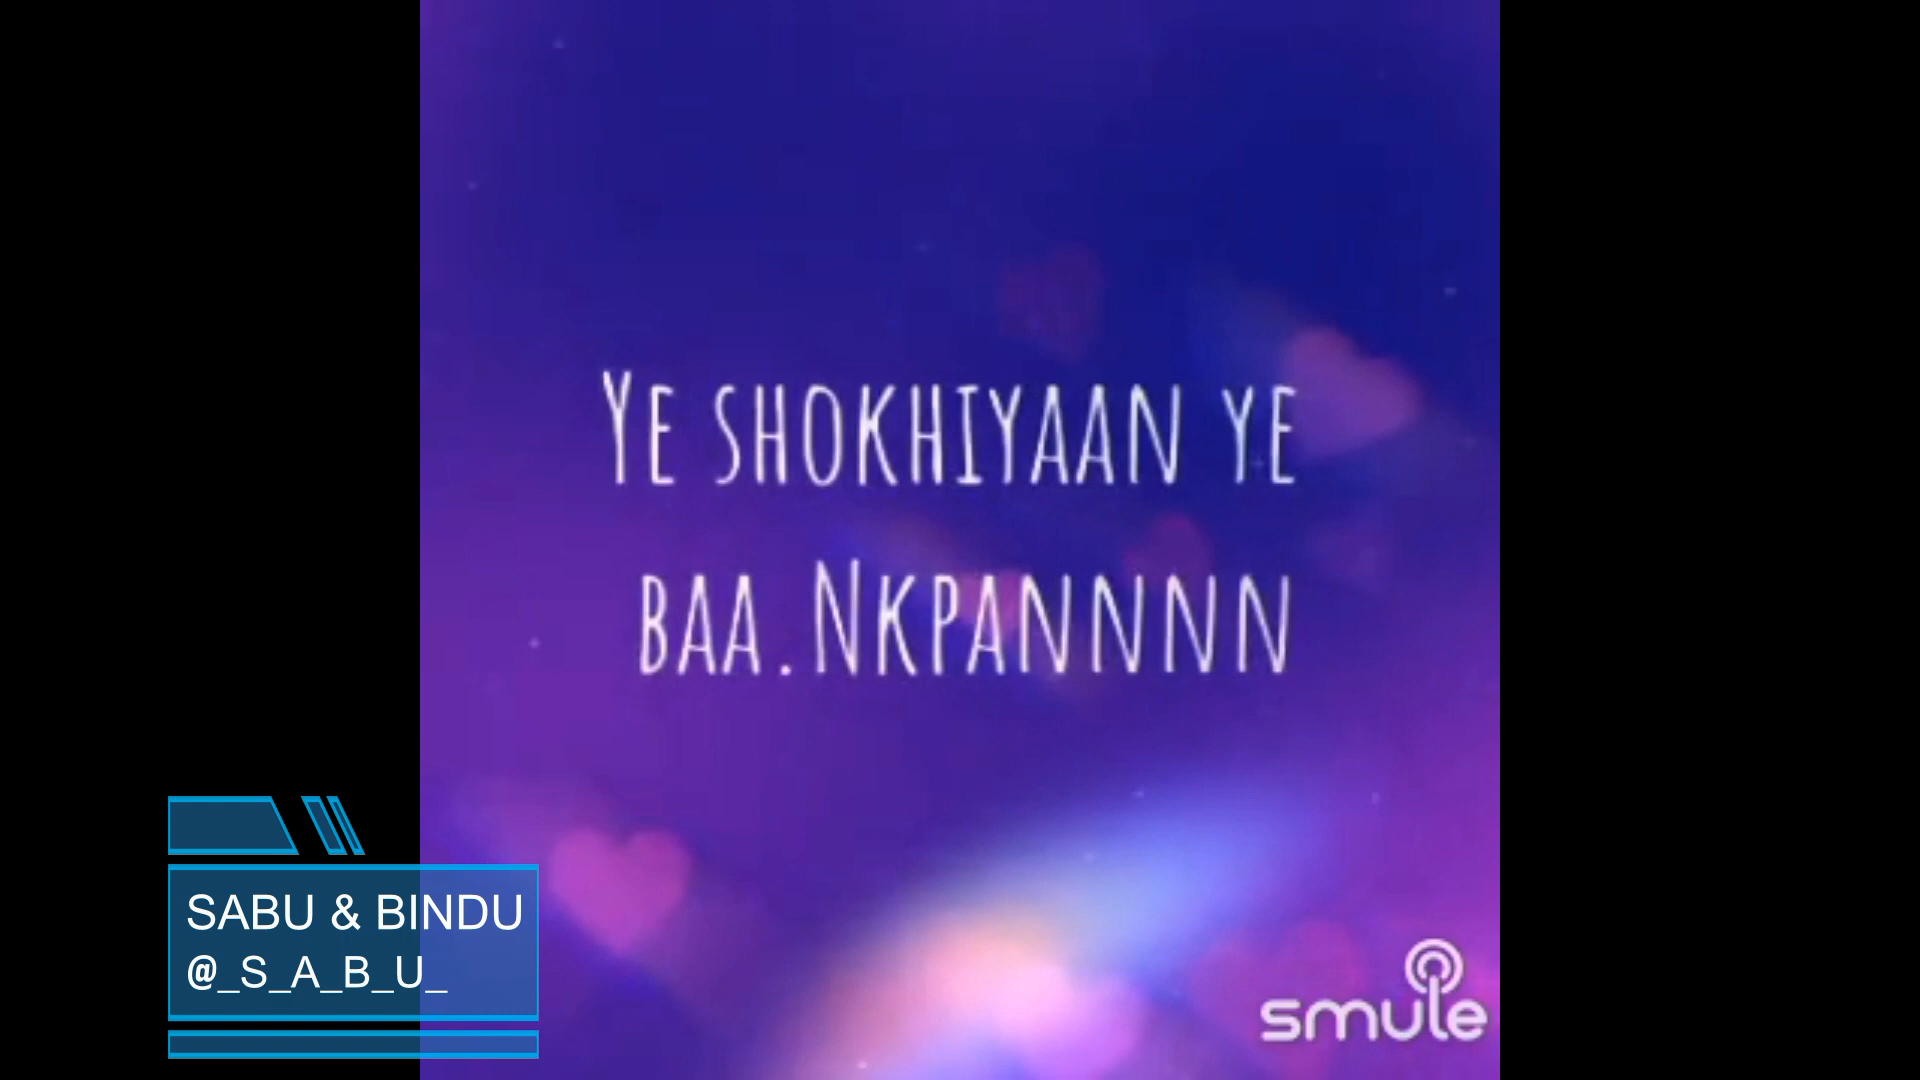 Ye shokhiyaan ye
baa.Nkpannnn
SABU & BINDU
@_S_A_B_U_
smule